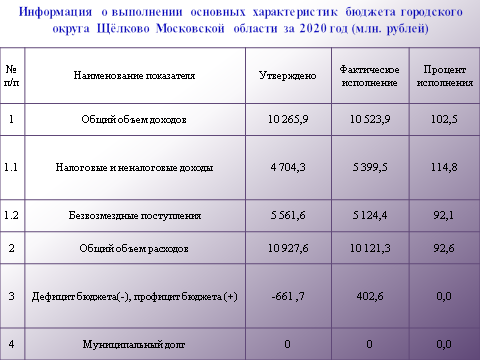 Информация о выполнении основных характеристик бюджета городского
округа Щёлково Московской области за 2020 год (млн. рублей)
№ п/п Наименование показателя Утверждено Фактическое исполнение Процент исполнения
1 Общий объем доходов 10 265,9 10 523,9 102,5
1.1 Налоговые и неналоговые доходы 4 704,3 5 399,5 114,8
1.2 Безвозмездные поступления 5 561,6 5 124,4 92,1
2 Общий объем расходов 10 927,6 10 121,3 92,6
3 Дефицит бюджета(-), профицит бюджета (+) -661,7 402,6 0,0
4 Муниципальный долг 0 0 0,0